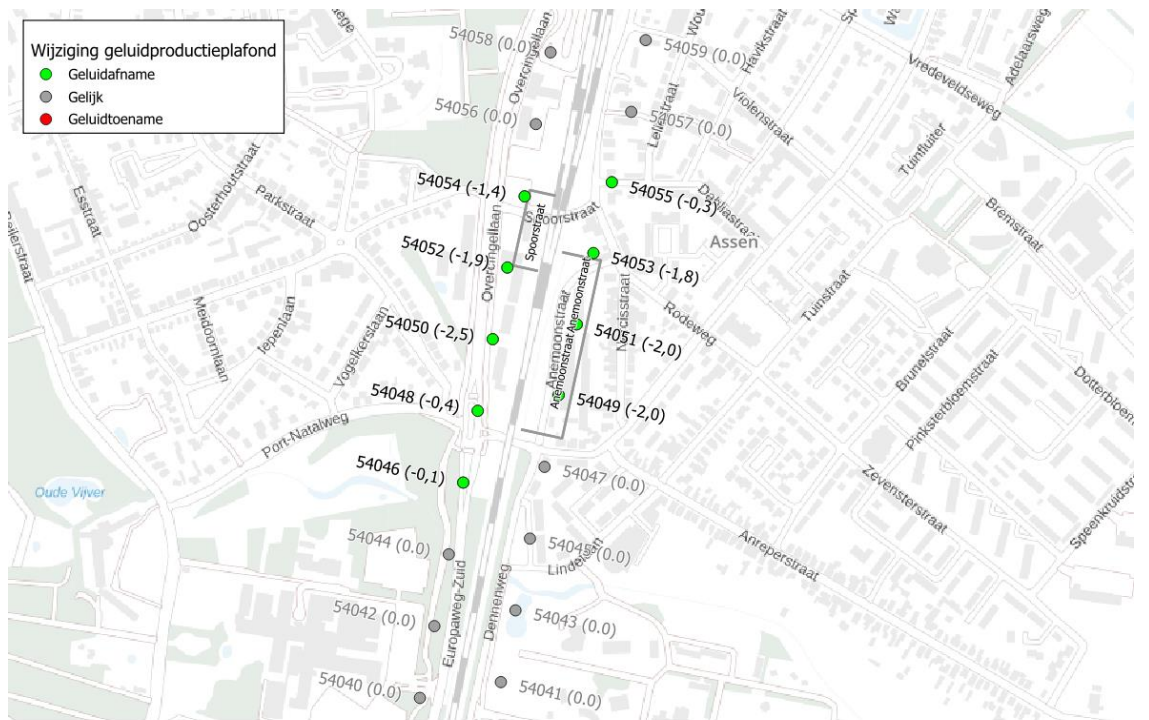 Wijziging geluidproductieplafond
Geluidafname
Gelijk
Geluidtoename
54058 (0.0)
54059 (0.0)
54056 (0.0)
54057 (0.0)
54054 (-1,4)
54055 (-0,3)
54052 (-1,9)
54053 (-1,8)
54050 (-2,5)
54051 (-2,0)
54048 (-0,4)
54049 (-2,0)
54046 (-0,1)
54047 (0.0)
54044 (0.0)
54045 (0.0)
54042 (0.0)
54043 (0.0)
54040 (0.0)
54041 (0.0)
Overcingellaan
Havikstraat
Adelaarsweg
Vredeveldseweg
Violenstraat
Leliestraat
Tuinfluiter
Oosterhoutstraat
Parkstraat
Esstraat
Beijerstraat
Spoorstraat
Spoorstraat
Dahliastraat
Bremstraat
Assen
Overcingellaan
Anemoonstraat
Anemoonstraat
Anemoonstraat
Narcisstraat
Rodeweg
Tuinstraat
Meidoornlaan
Iepenlaan
Vogelkerslaan
Brunelstraat
Pinksterbloemstraat
Dotterbloem
Port-Natalweg
Zevensterstraat
Speenkruidstr
Oude Vijver
Anreperstraat
Lindelaan
Europaweg-Zuid
Dennenweg